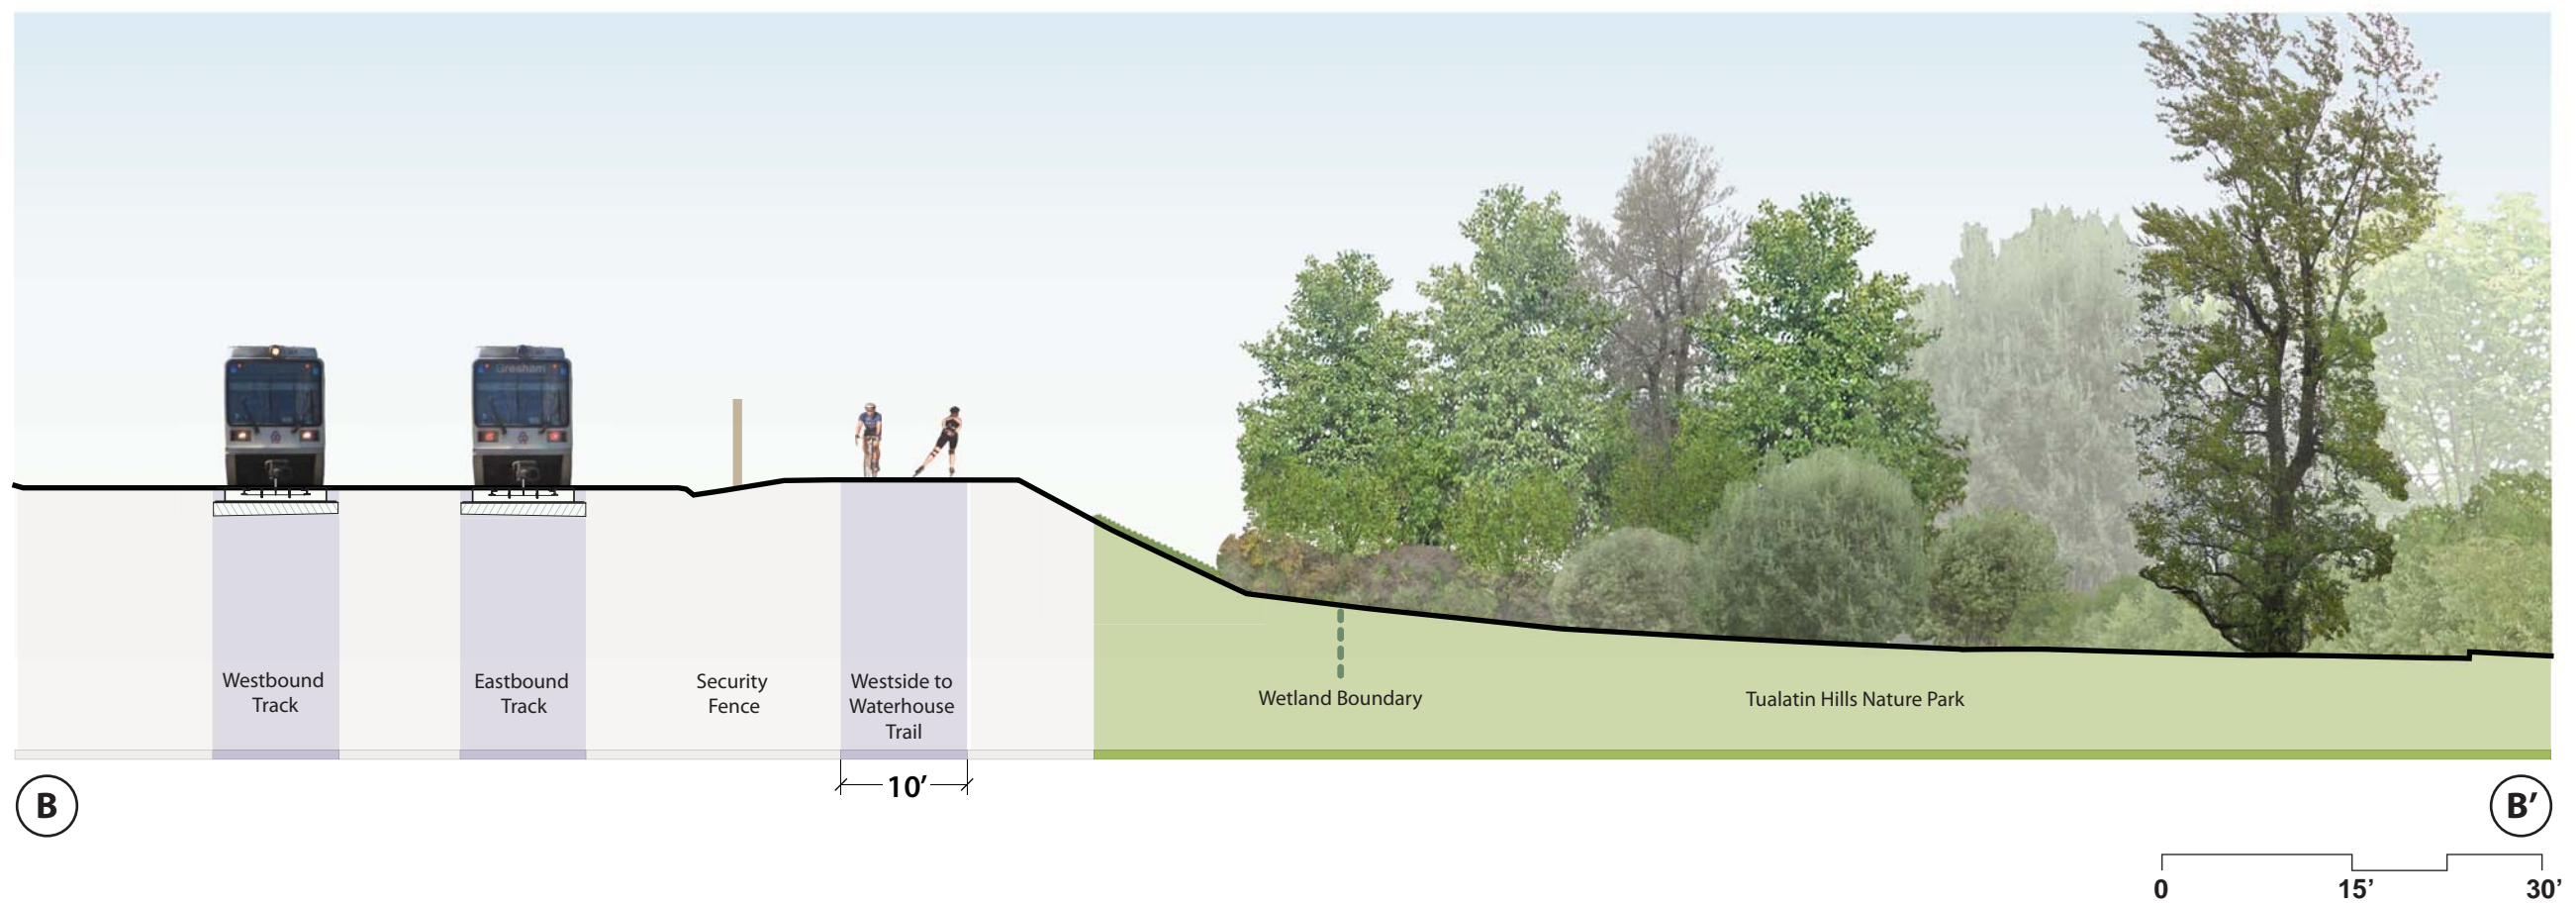 Gresham
Westbound
Track
Eastbound
Track
Security
Fence
Westside to
Waterhouse
Trail
Wetland Boundary
Tualatin Hills Nature Park
10’
B
B’
0
15’
30’